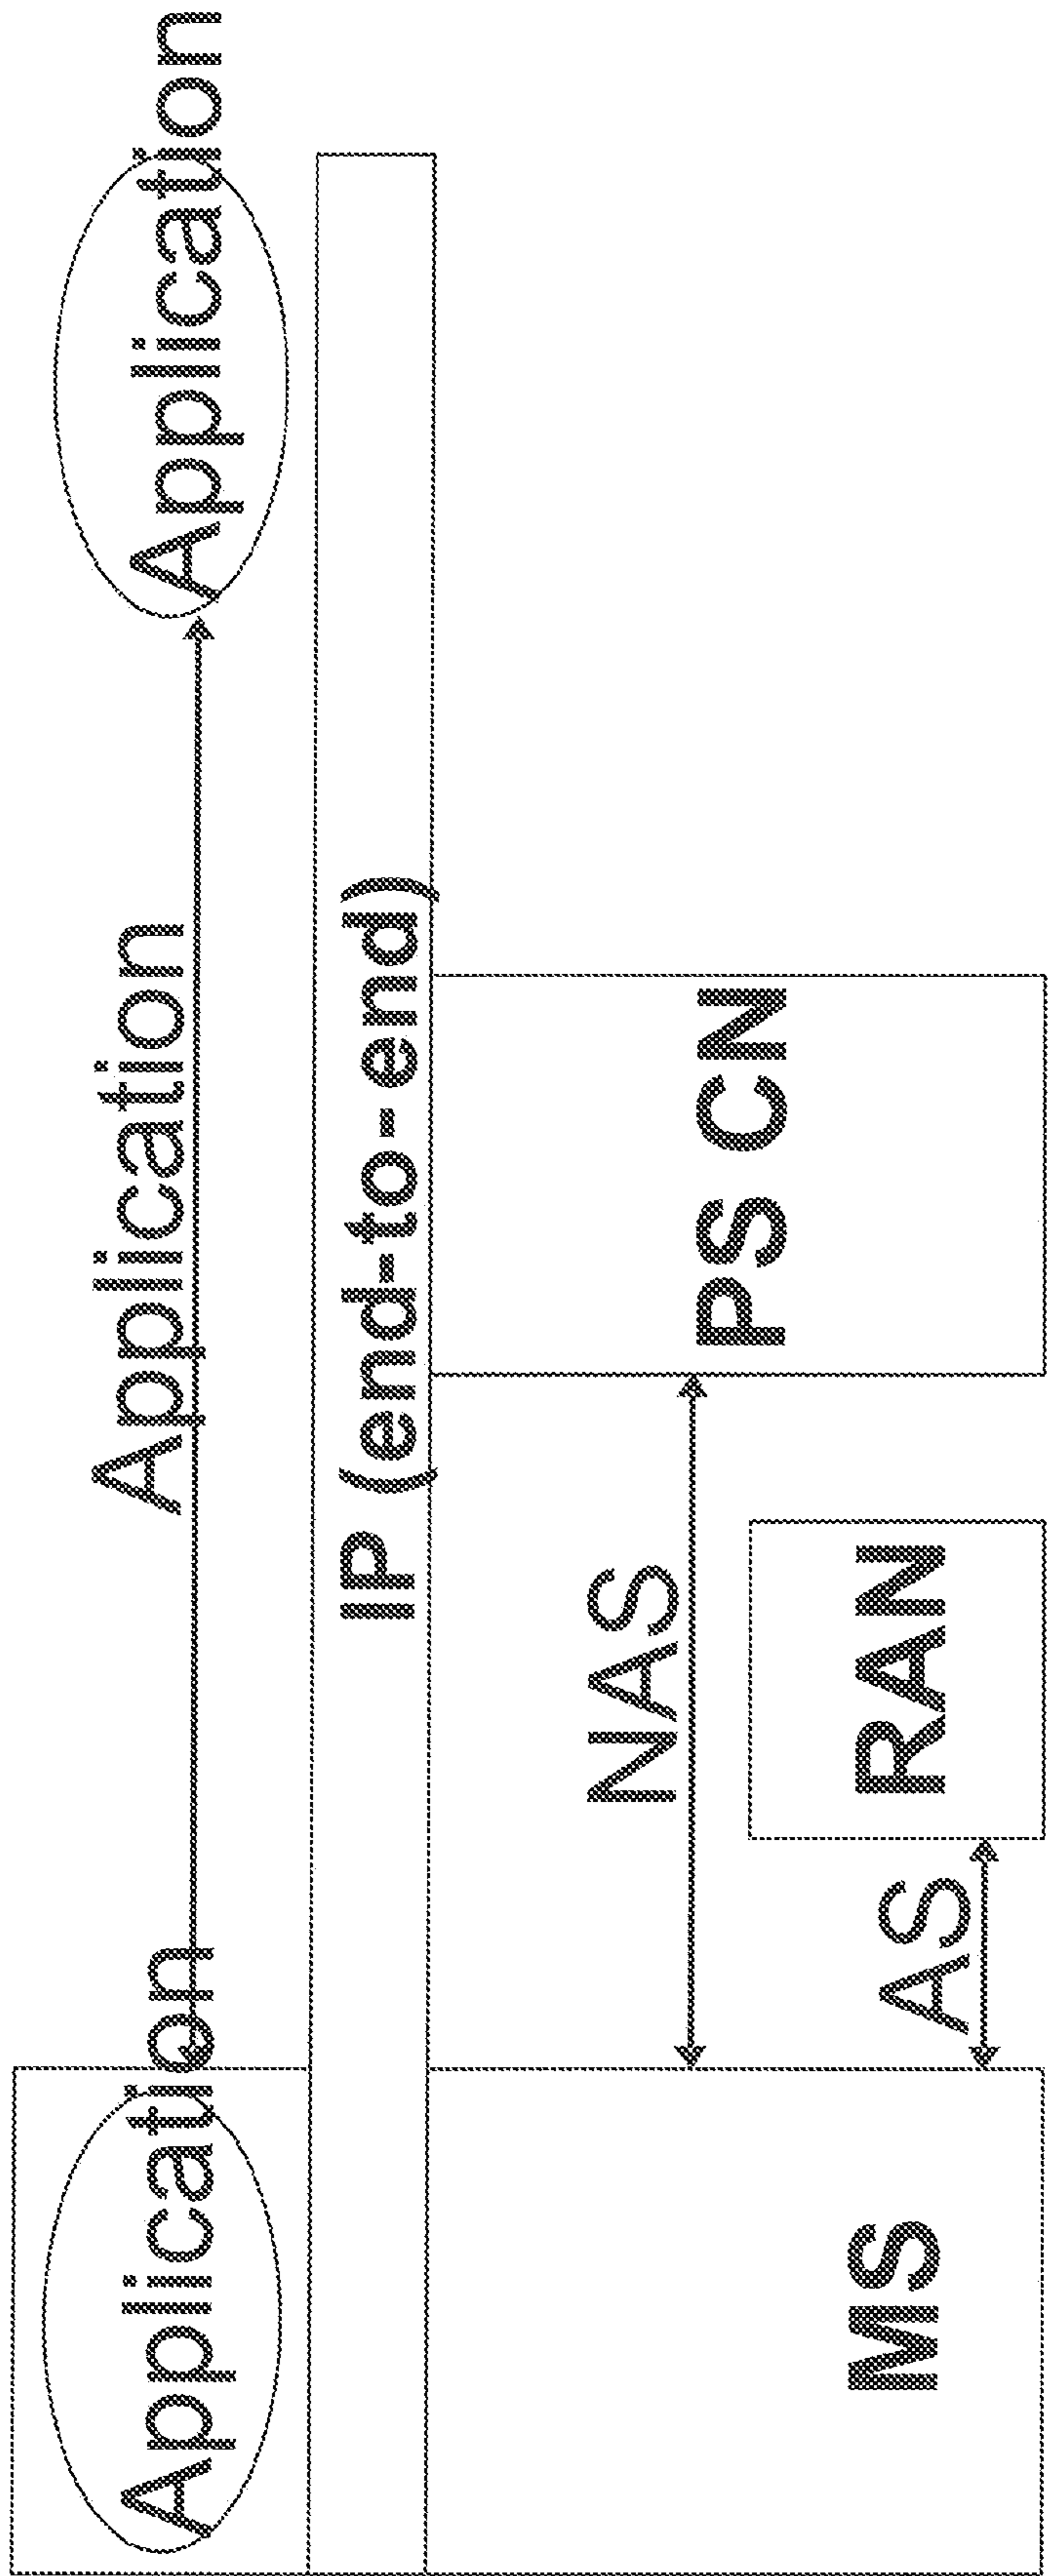 Application
Application
Application
IP (end-to-end)
NAS
PS CN
AS
RAN
MS